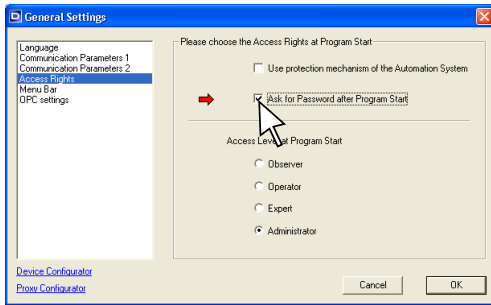 General Settings
Language
Communication Parameters 1
Communication Parameters 2
Access Rights
Menu Bar
OPC settings
Please choose the Access Rights at Program Start
Use protection mechanism of the Automation System
Ask for Password after Program Start
Access Level at Program Start
Observer
Operator
Expert
Administrator
Device Configurator
Proxy Configurator
Cancel
OK